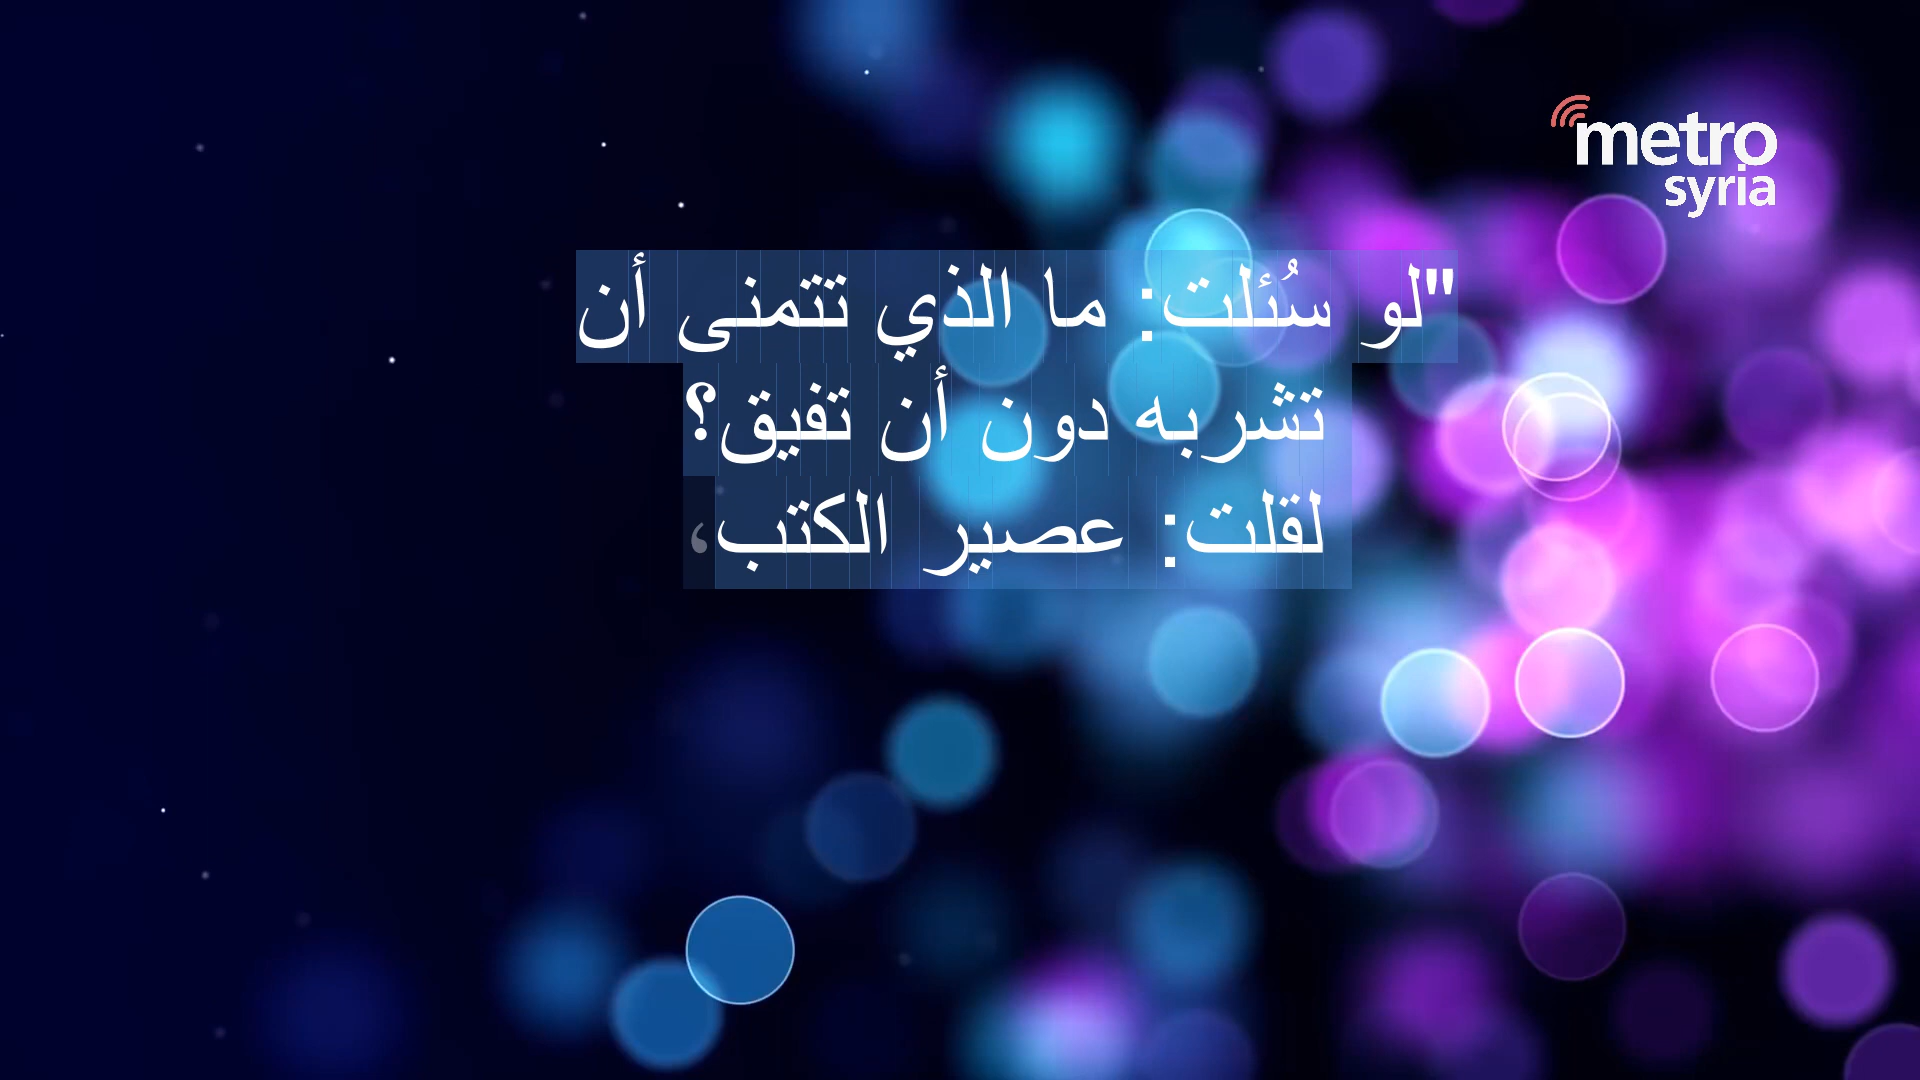 metro
syria
"لو سُئلت: ما الذي تتمنى أن
تشربه دون أن تفيق؟
لقلت: عصير الكتب،